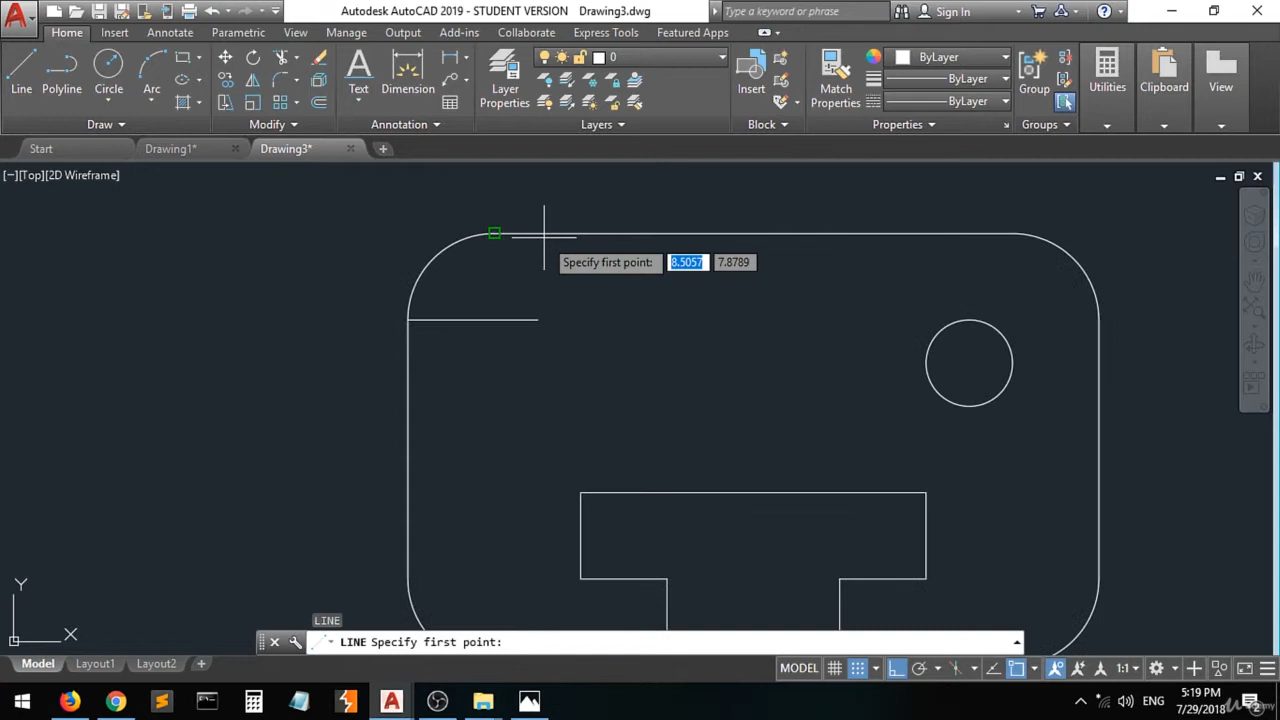 Autodesk AutoCAD 2019 - STUDENT VERSION Drawing3.dwg
Type a keyword or phrase
Sign In
Home Insert Annotate Parametric View Manage Output Add-ins Collaborate Express Tools Featured Apps
0
ByLayer
ByLayer
ByLayer
Line Polyline Circle Arc
Text Dimension
Layer Properties
Insert
Match Properties
Group
Utilities Clipboard View
Draw Modify Annotation Layers Block Properties Groups
Start Drawing1* Drawing3*
[−][Top][2D Wireframe]
Specify first point: 8.5057 7.8789
Y
X
LINE
LINE Specify first point:
Model Layout1 Layout2
MODEL
1:1
ENG
5:19 PM
7/29/2018
2